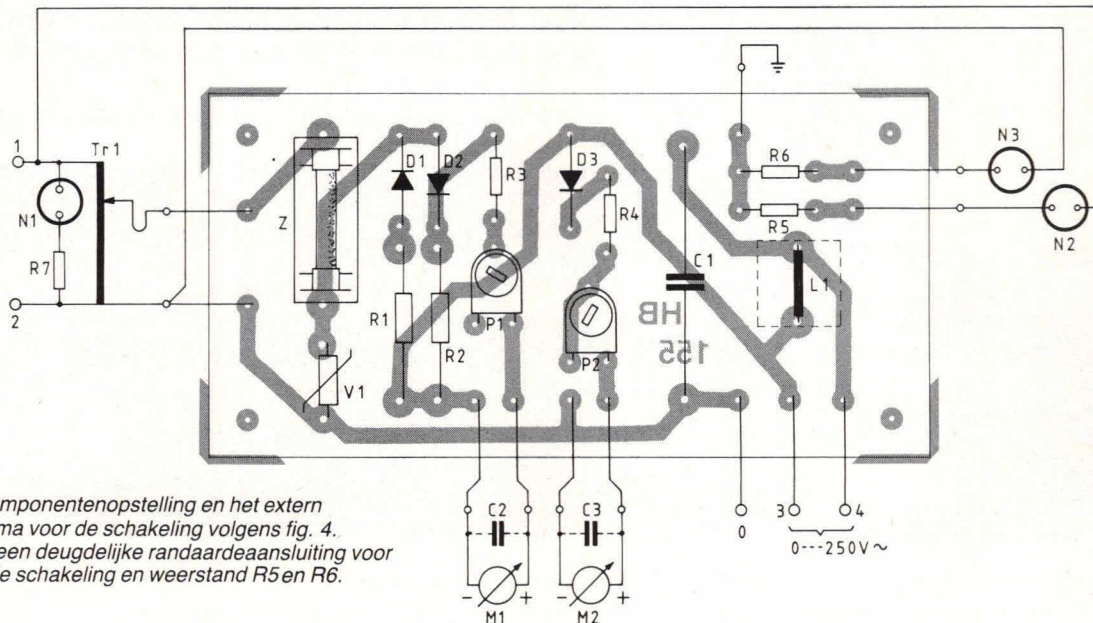 1
Tr1
N1
R7
2
Z
V1
D1
D2
R3
R1
R2
P1
D3
R4
P2
C1
HB
155
R6
R5
L1
N3
N2
C2
- +
M1
C3
- +
M2
0
3
4
0---250V~
omponentenopstelling en het extern
ma voor de schakeling volgens fig. 4.
een deugdelijke randaardeaansluiting voor
e schakeling en weerstand R5 en R6.